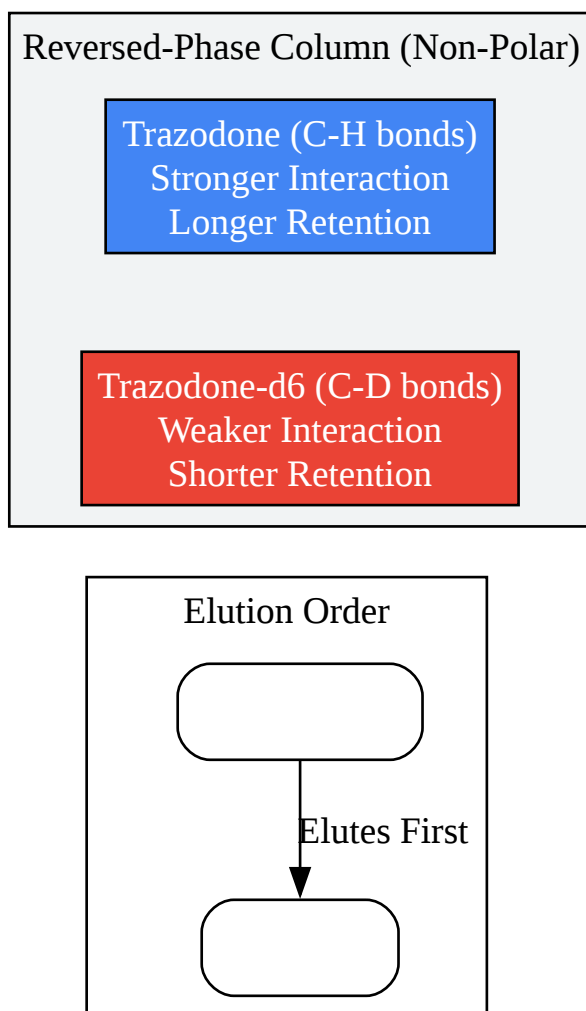 Reversed-Phase Column (Non-Polar)
Trazodone (C-H bonds)
Stronger Interaction
Longer Retention
Trazodone-d6 (C-D bonds)
Weaker Interaction
Shorter Retention
Elution Order
Elutes First